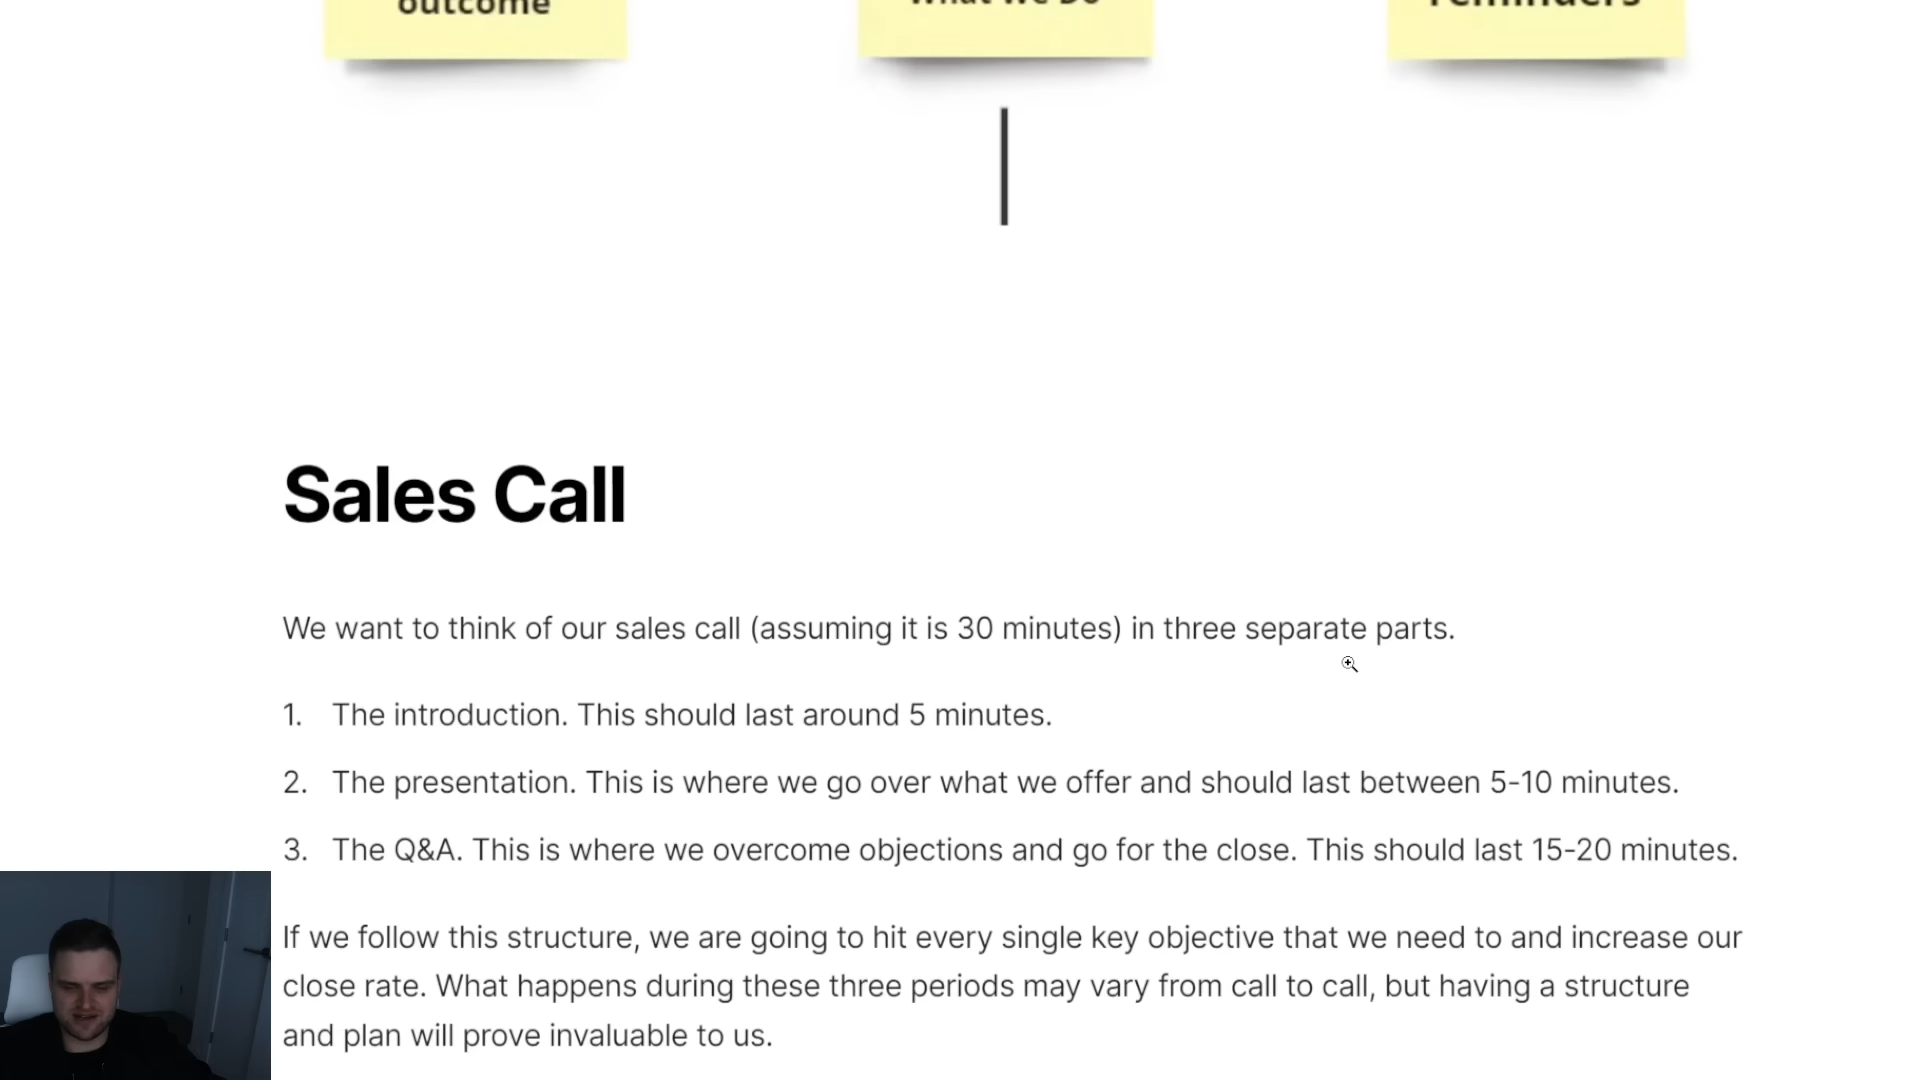 outcome
What We Do
reminders
Sales Call
We want to think of our sales call (assuming it is 30 minutes) in three separate parts.
1. The introduction. This should last around 5 minutes.
2. The presentation. This is where we go over what we offer and should last between 5-10 minutes.
3. The Q&A. This is where we overcome objections and go for the close. This should last 15-20 minutes.
If we follow this structure, we are going to hit every single key objective that we need to and increase our
close rate. What happens during these three periods may vary from call to call, but having a structure
and plan will prove invaluable to us.